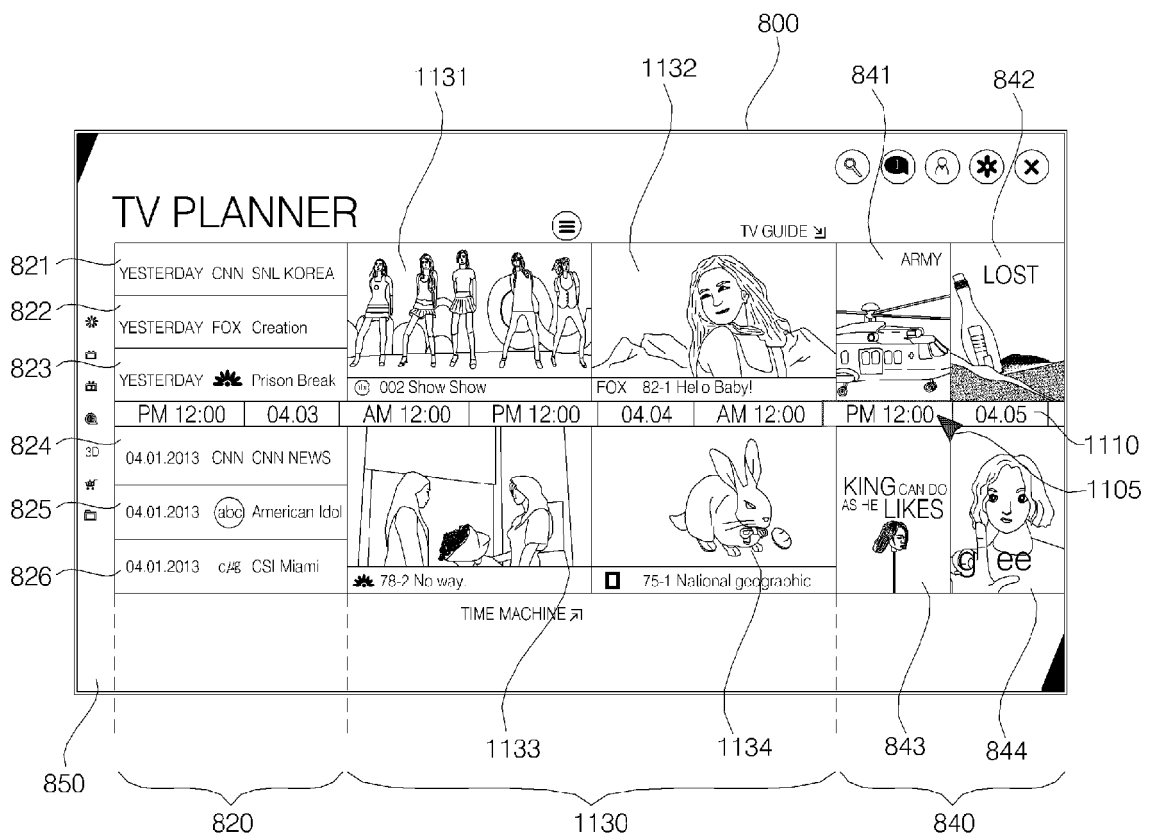 800
1131
1132
841
842
TV PLANNER
TV GUIDE
821
YESTERDAY CNN SNL KOREA
ARMY
LOST
822
YESTERDAY FOX Creation
823
YESTERDAY Prison Break
002 Show Show
FOX 82-1 Hello Baby!
PM 12:00 04.03 AM 12:00 PM 12:00 04.04 AM 12:00 PM 12:00 04.05
824
3D
04.01.2013 CNN CNN NEWS
1110
1105
825
04.01.2013 abc American Idol
KING CAN DO
AS HE LIKES
826
04.01.2013 CSI Miami
g ee
78-2 No way.
75-1 National geographic
TIME MACHINE
1133
1134
843
844
850
820
1130
840